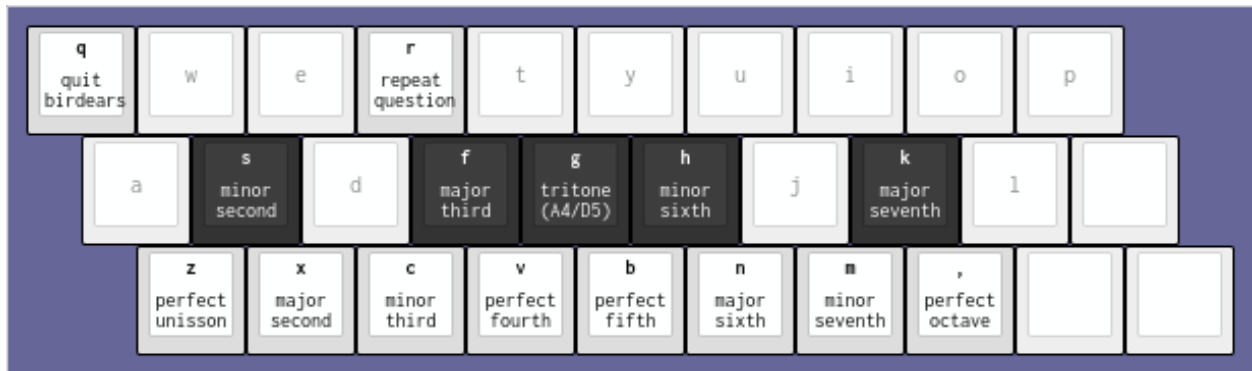 q w e r t y u i o p
quit repeat
birdears question
a s d f g h j k l
minor major tritone minor major
second third (A4/D5) sixth seventh
z x c v b n m ,
perfect major minor perfect perfect major minor perfect
unisson second third fourth fifth sixth seventh octave